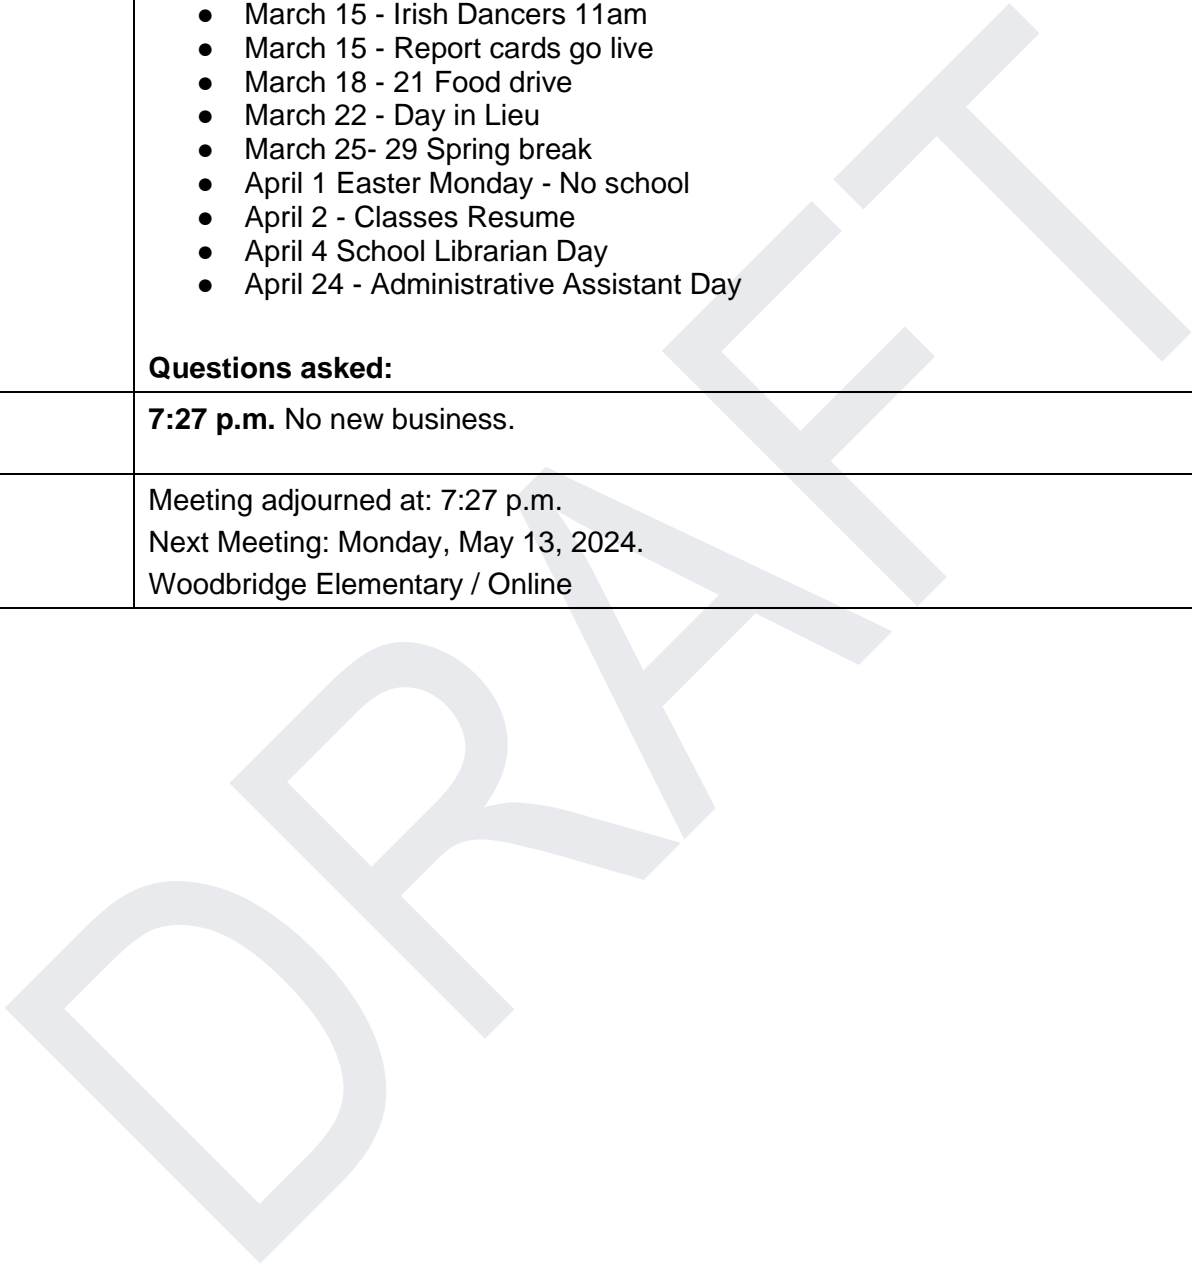 ● March 15 - Irish Dancers 11am
● March 15 - Report cards go live
● March 18 - 21 Food drive
● March 22 - Day in Lieu
● March 25- 29 Spring break
● April 1 Easter Monday - No school
● April 2 - Classes Resume
● April 4 School Librarian Day
● April 24 - Administrative Assistant Day
Questions asked:
7:27 p.m. No new business.
Meeting adjourned at: 7:27 p.m.
Next Meeting: Monday, May 13, 2024.
Woodbridge Elementary / Online
DRAFT